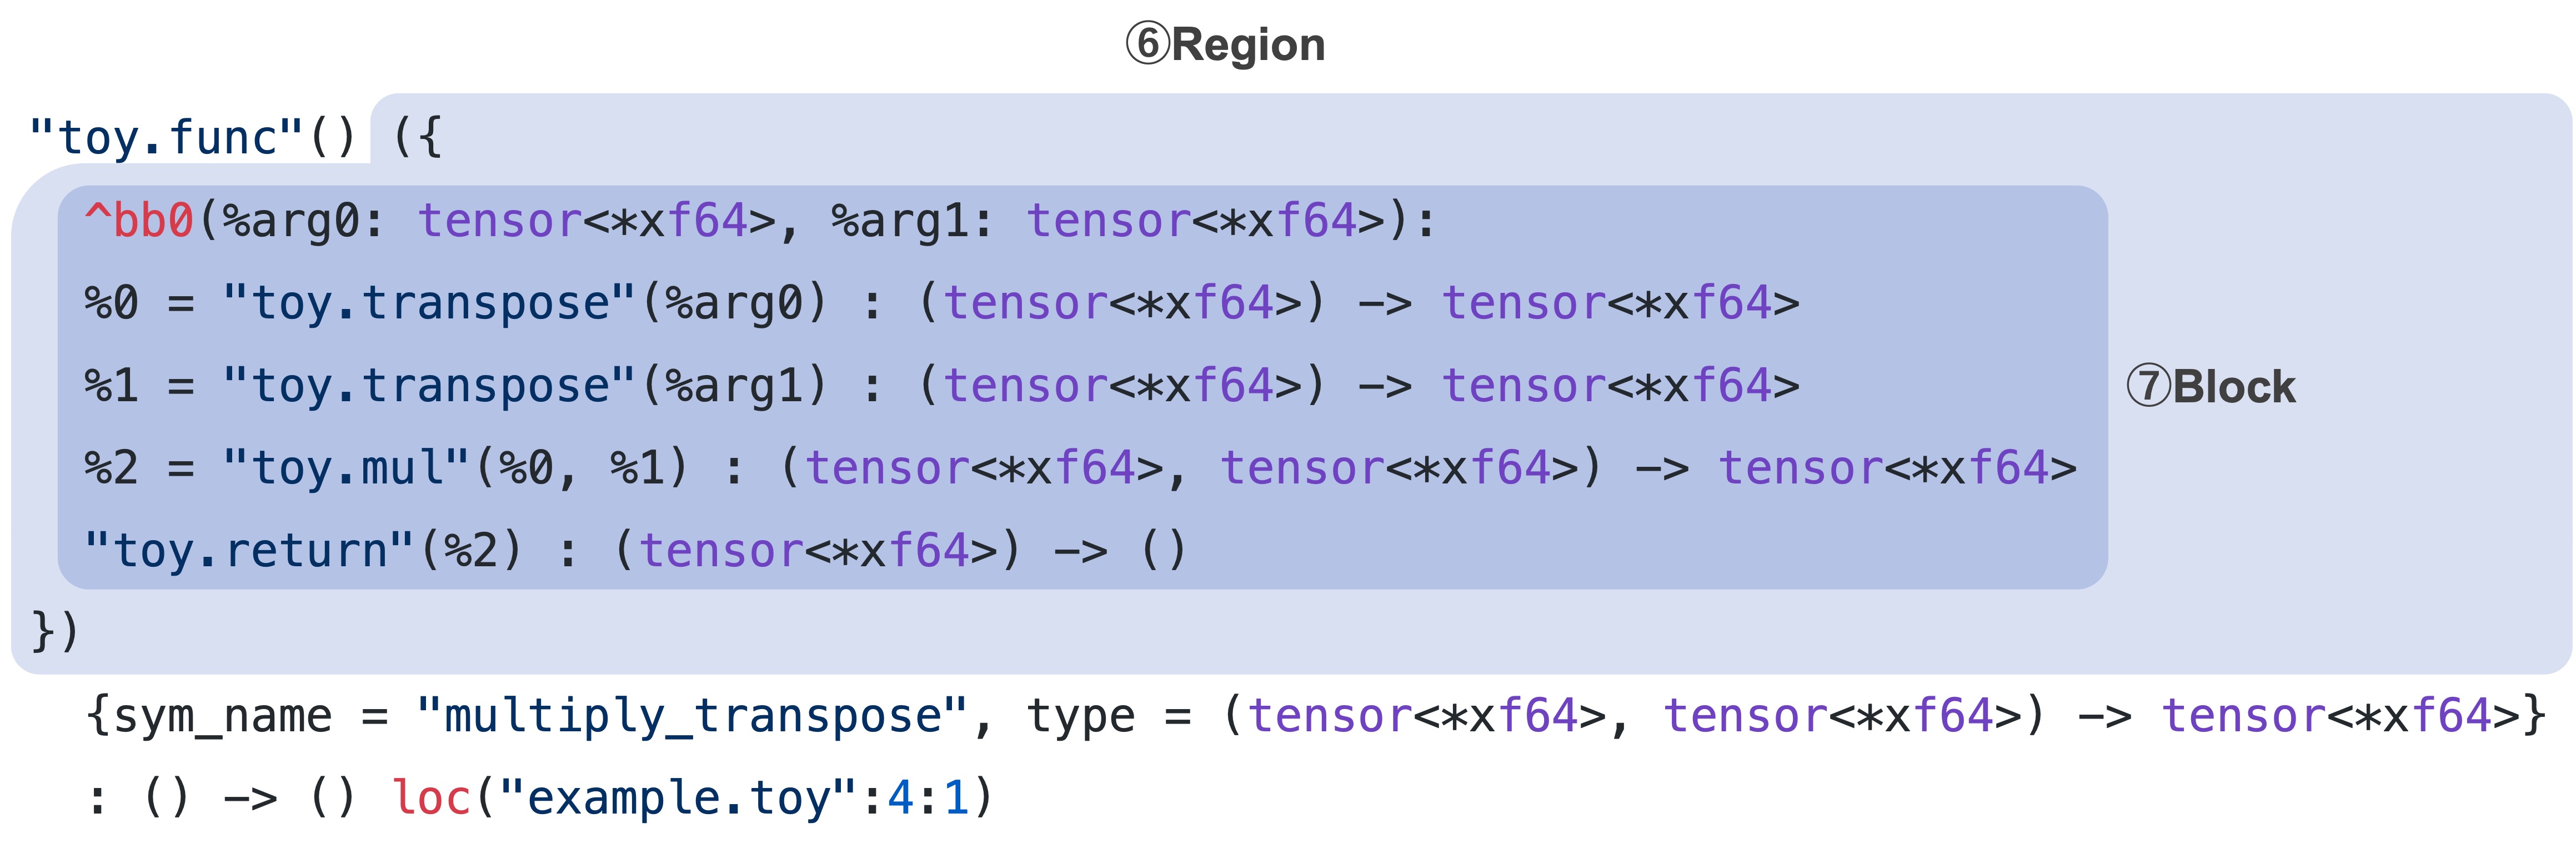 ⑥Region
"toy.func"() ({
^bb0(%arg0: tensor<*xf64>, %arg1: tensor<*xf64>):
%0 = "toy.transpose"(%arg0) : (tensor<*xf64>) -> tensor<*xf64>
%1 = "toy.transpose"(%arg1) : (tensor<*xf64>) -> tensor<*xf64>
⑦Block
%2 = "toy.mul"(%0, %1) : (tensor<*xf64>, tensor<*xf64>) -> tensor<*xf64>
"toy.return"(%2) : (tensor<*xf64>) -> ()
})
{sym_name = "multiply_transpose", type = (tensor<*xf64>, tensor<*xf64>) -> tensor<*xf64>}
: () -> () loc("example.toy":4:1)